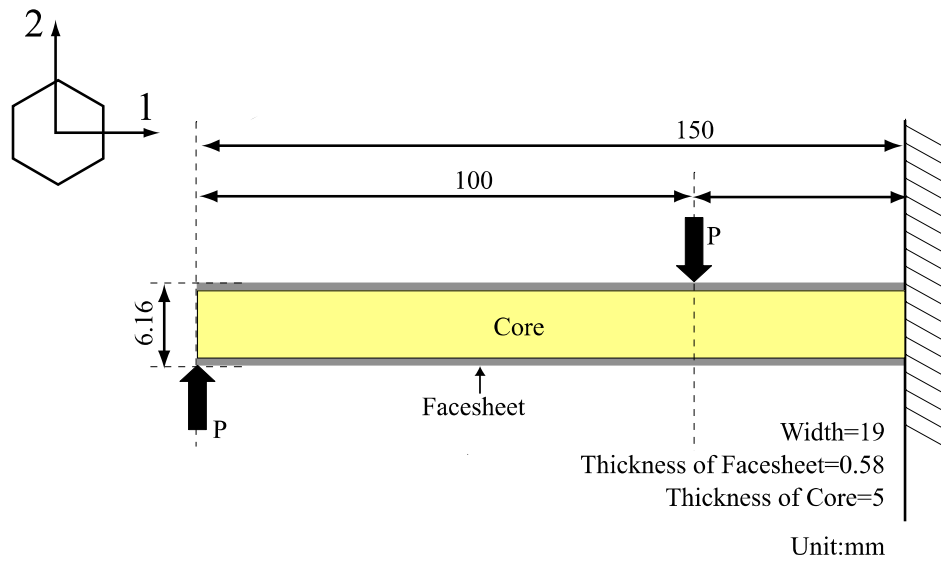 2
1
150
100
P
6.16
Core
Facesheet
P
Width=19
Thickness of Facesheet=0.58
Thickness of Core=5
Unit:mm